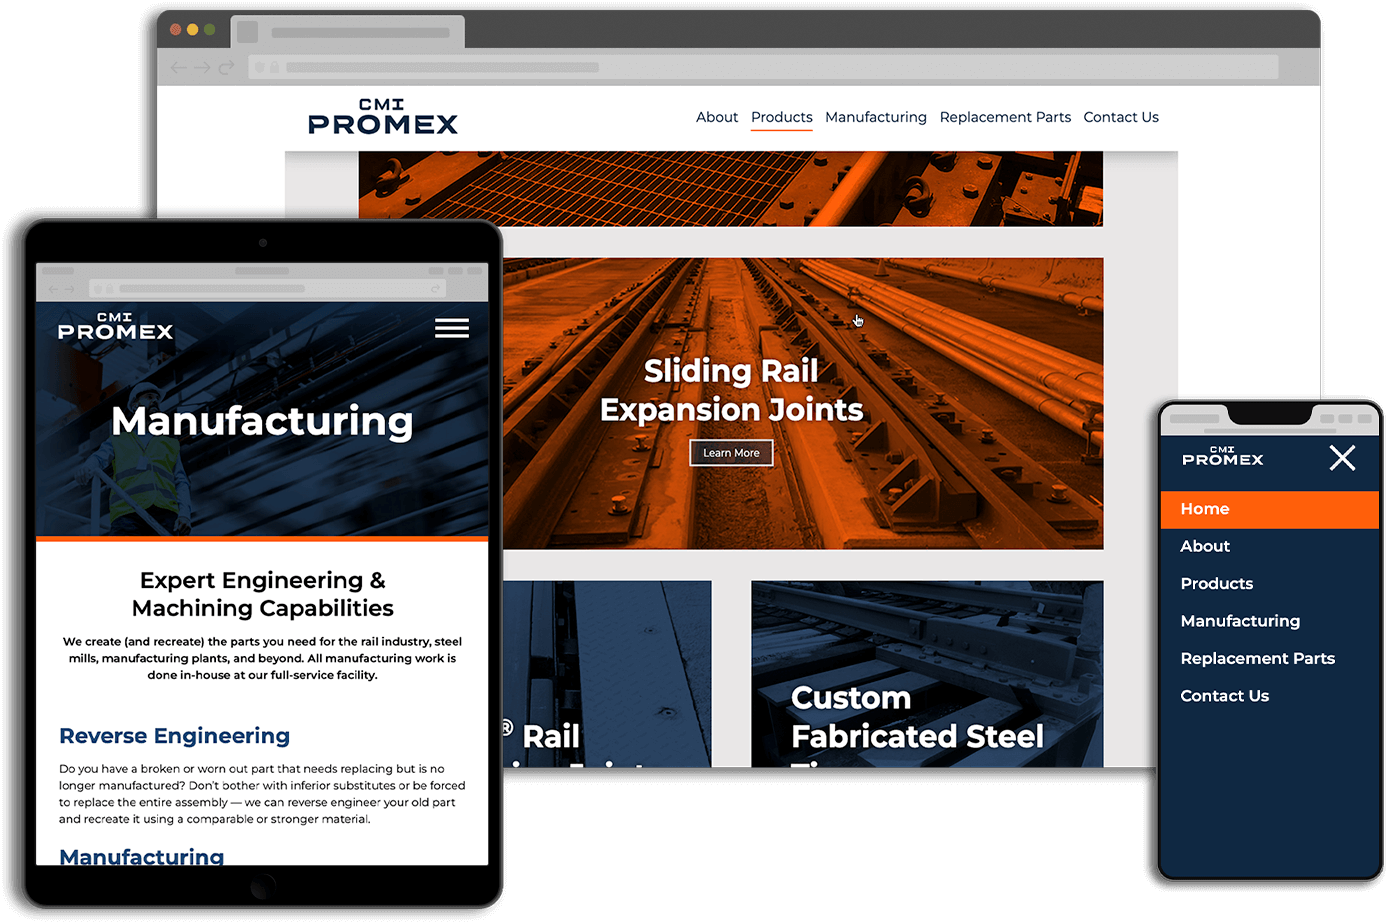 CMI
PROMEX
About Products Manufacturing Replacement Parts Contact Us
Sliding Rail
Expansion Joints
Learn More
® Rail
Custom
Fabricated Steel
CMI
PROMEX
Manufacturing
Expert Engineering &
Machining Capabilities
We create (and recreate) the parts you need for the rail industry, steel
mills, manufacturing plants, and beyond. All manufacturing work is
done in-house at our full-service facility.
Reverse Engineering
Do you have a broken or worn out part that needs replacing but is no
longer manufactured? Don't bother with inferior substitutes or be forced
to replace the entire assembly — we can reverse engineer your old part
and recreate it using a comparable or stronger material.
Manufacturing
CMI
PROMEX
Home
About
Products
Manufacturing
Replacement Parts
Contact Us